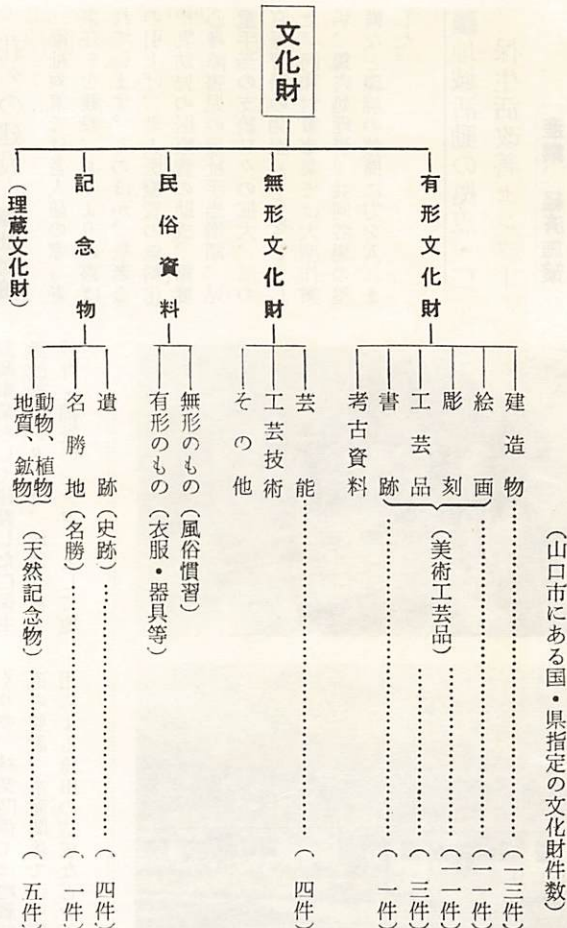 (山口市にある国・県指定の文化財件数)
文化財
有形文化財
建造物……(一三件)
絵画……(一一件)
彫刻……(一一件)
工芸品……(三件)
書跡……(一件)
(美術工芸品)
考古資料
無形文化財
芸能……(四件)
工芸技術
その他
民俗資料
無形のもの(風俗慣習)
有形のもの(衣服・器具等)
記念物
遺跡(史跡)……(四件)
名勝地(名勝)……(一件)
動物、植物
地質、鉱物
(天然記念物)……(五件)
(埋蔵文化財)